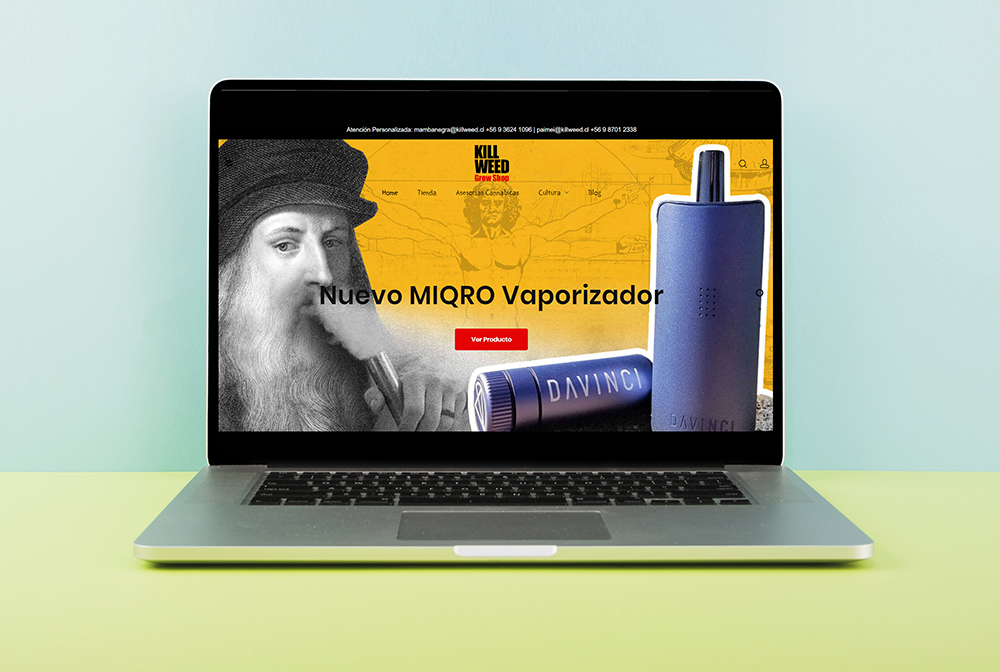 Atención Personalizada: mambanegra@killweed.cl +56 9 3624 1096 | paimei@killweed.cl +56 9 8701 2338
KILL
WEED
Grow Shop
Home Tienda Asesorías Cannábicas Cultura Blog
Nuevo MIQRO Vaporizador
Ver Producto
DAVINCI
DAVINCI